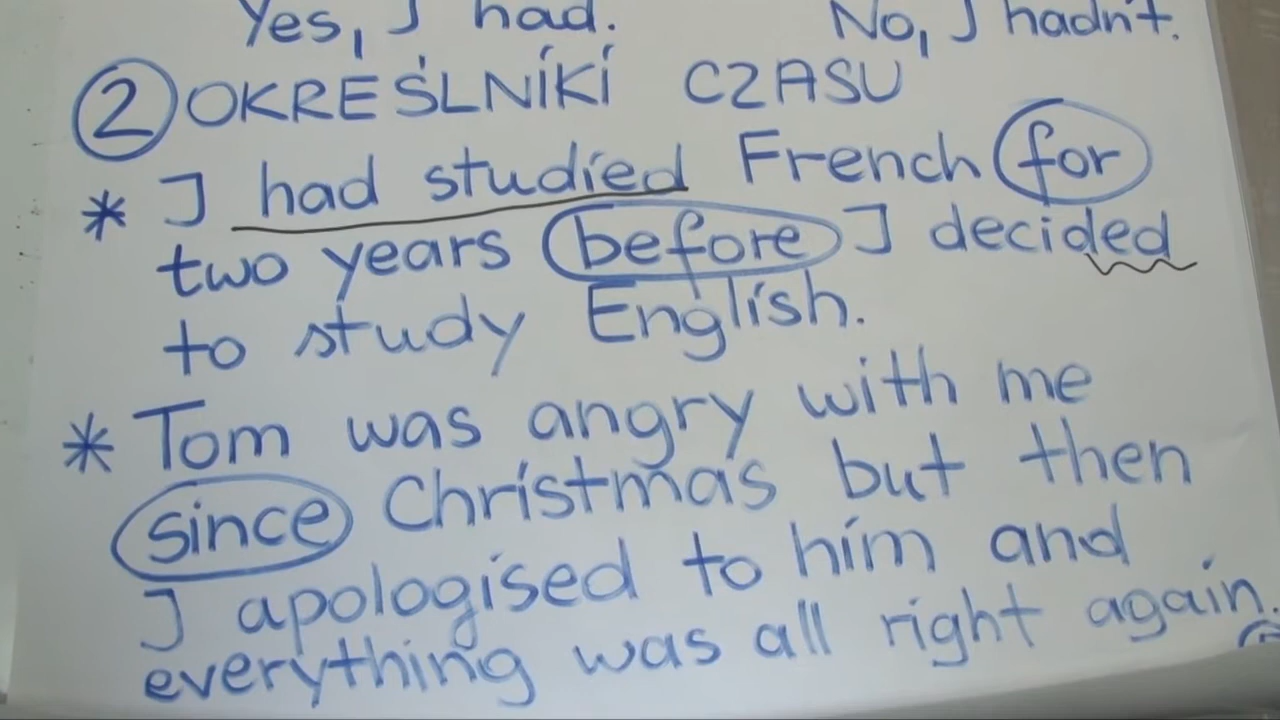 Yes, I had. No, I hadn't.
2 OKREŚLNIKI CZASU
* I had studied French for
two years before I decided
to study English.
* Tom was angry with me
since Christmas but then
I apologised to him and
everything was all right again.